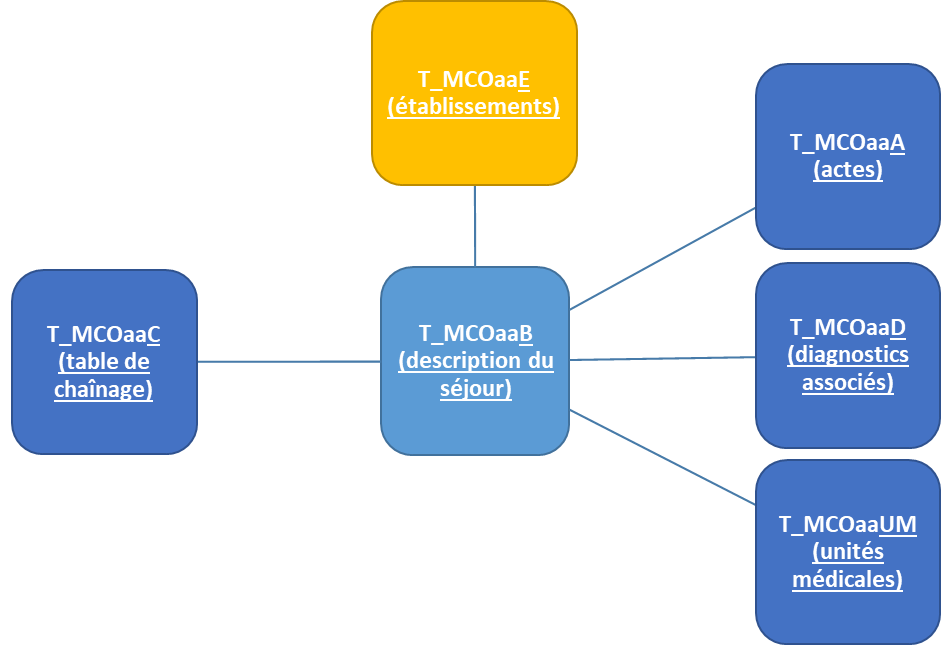 T_MCOaaE
(établissements)
T_MCOaaA
(actes)
T_MCOaaC
(table de
chaînage)
T_MCOaaB
(description du
séjour)
T_MCOaaD
(diagnostics
associés)
T_MCOaaUM
(unités
médicales)